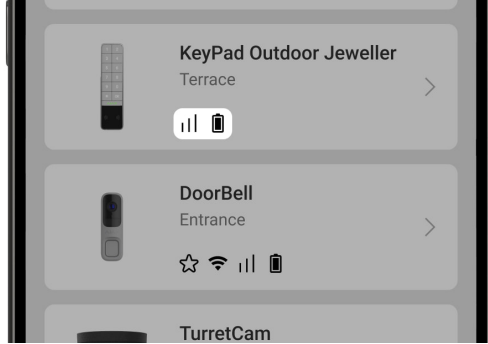 KeyPad Outdoor Jeweller
Terrace
DoorBell
Entrance
TurretCam